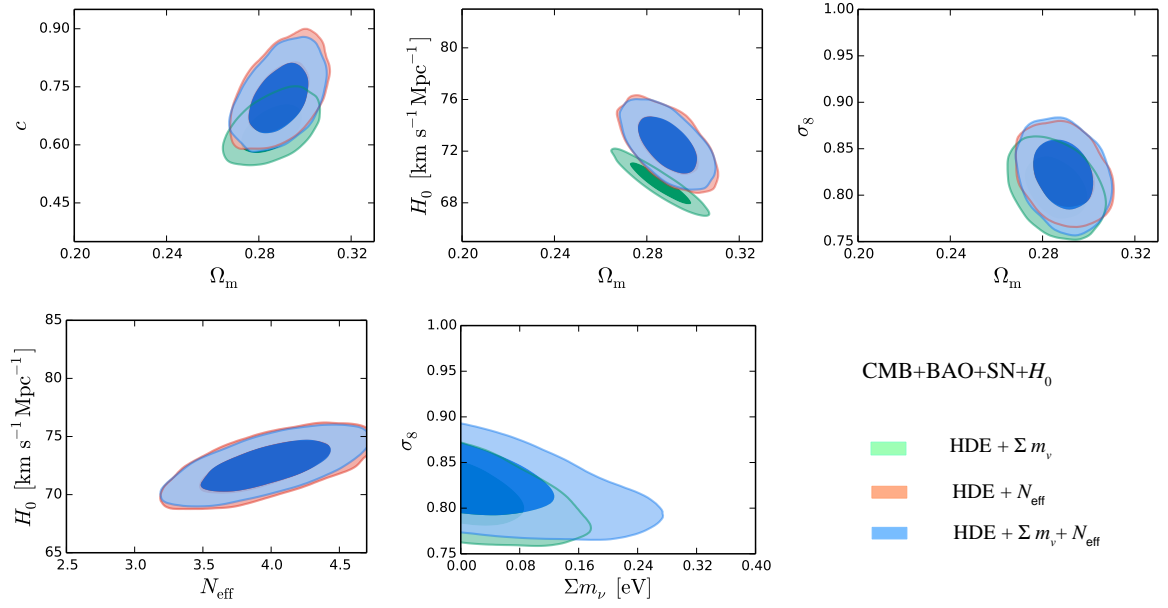 0.90
0.75
0.60
0.45
c
0.20 0.24 0.28 0.32
Ωm
80
76
72
68
H0 [km s−1 Mpc−1]
0.20 0.24 0.28 0.32
Ωm
1.00
0.95
0.90
0.85
0.80
0.75
σ8
0.20 0.24 0.28 0.32
Ωm
85
80
75
70
65
H0 [km s−1 Mpc−1]
2.5 3.0 3.5 4.0 4.5
Neff
1.00
0.95
0.90
0.85
0.80
0.75
σ8
0.00 0.08 0.16 0.24 0.32 0.40
Σmν [eV]
CMB+BAO+SN+H0
HDE + Σ mν
HDE + Neff
HDE + Σ mν+ Neff